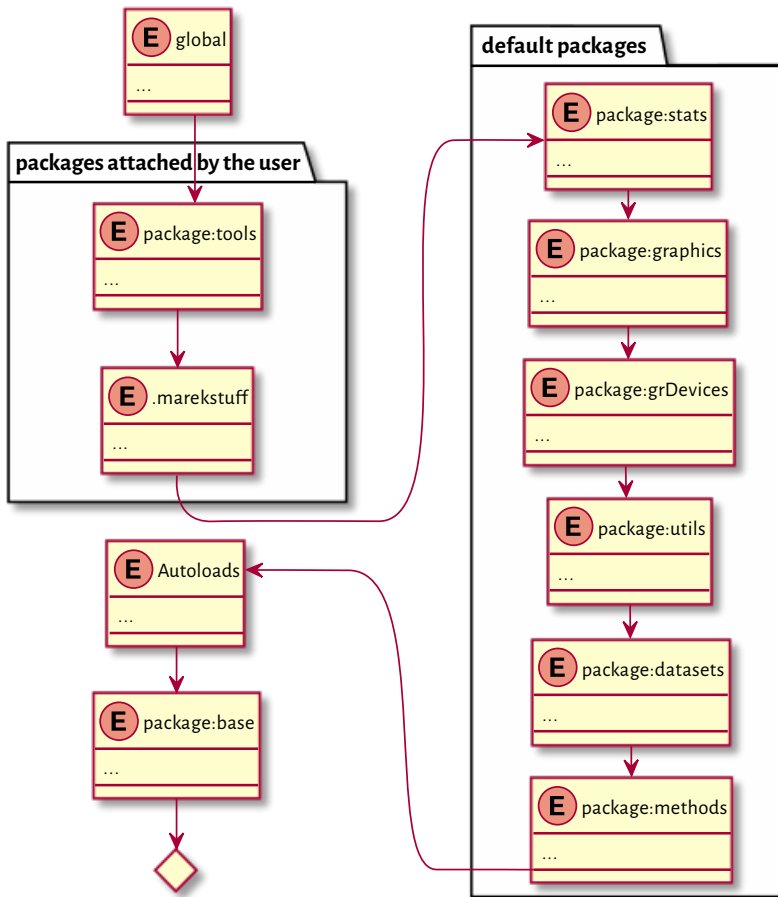 E global
...
packages attached by the user
E package:tools
...
E .marekstuff
...
default packages
E package:stats
...
E package:graphics
...
E package:grDevices
...
E package:utils
...
E package:datasets
...
E package:methods
...
E Autoloads
...
E package:base
...